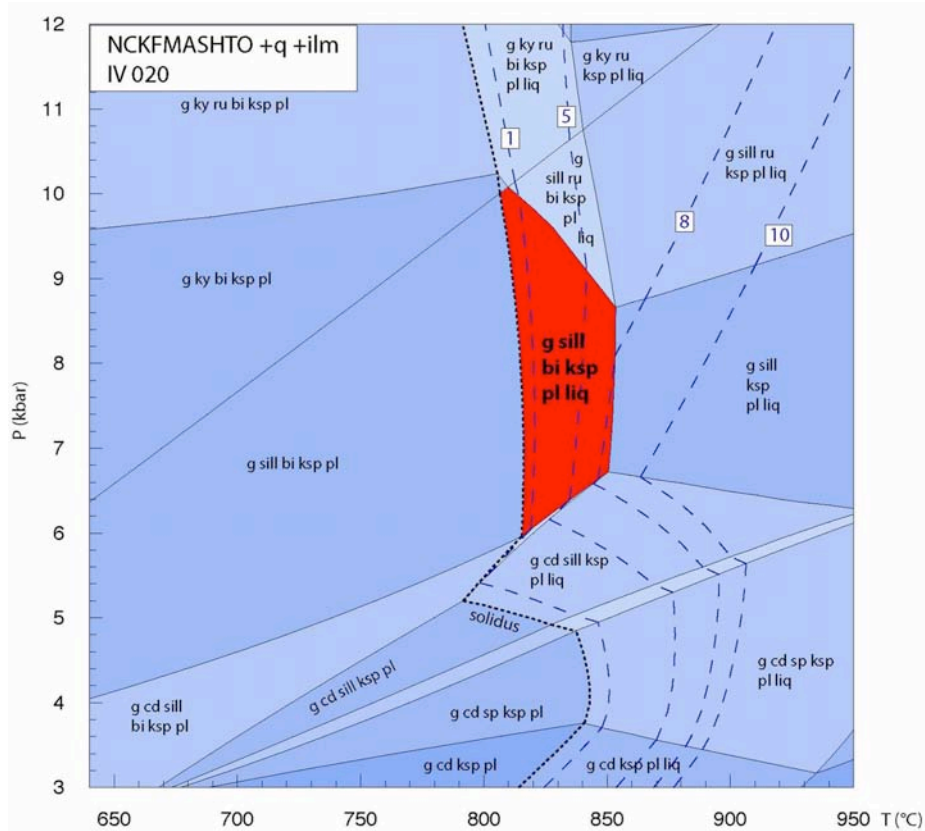 NCKFMASHTO +q +ilm
IV 020
g ky ru bi ksp pl
g ky ru
bi ksp
pl liq
g ky ru
ksp pl liq
1
5
g
sill ru
bi ksp
pl
liq
g sill ru
ksp pl liq
8
10
g ky bi ksp pl
g sill
bi ksp
pl liq
g sill
ksp
pl liq
g sill bi ksp pl
g cd sill ksp
pl liq
solidus
g cd sill
bi ksp pl
g cd sill ksp pl
g cd sp ksp pl
g cd sp ksp
pl liq
g cd ksp pl
g cd ksp pl liq
P (kbar)
12
11
10
9
8
7
6
5
4
3
650
700
750
800
850
900
950
T (°C)